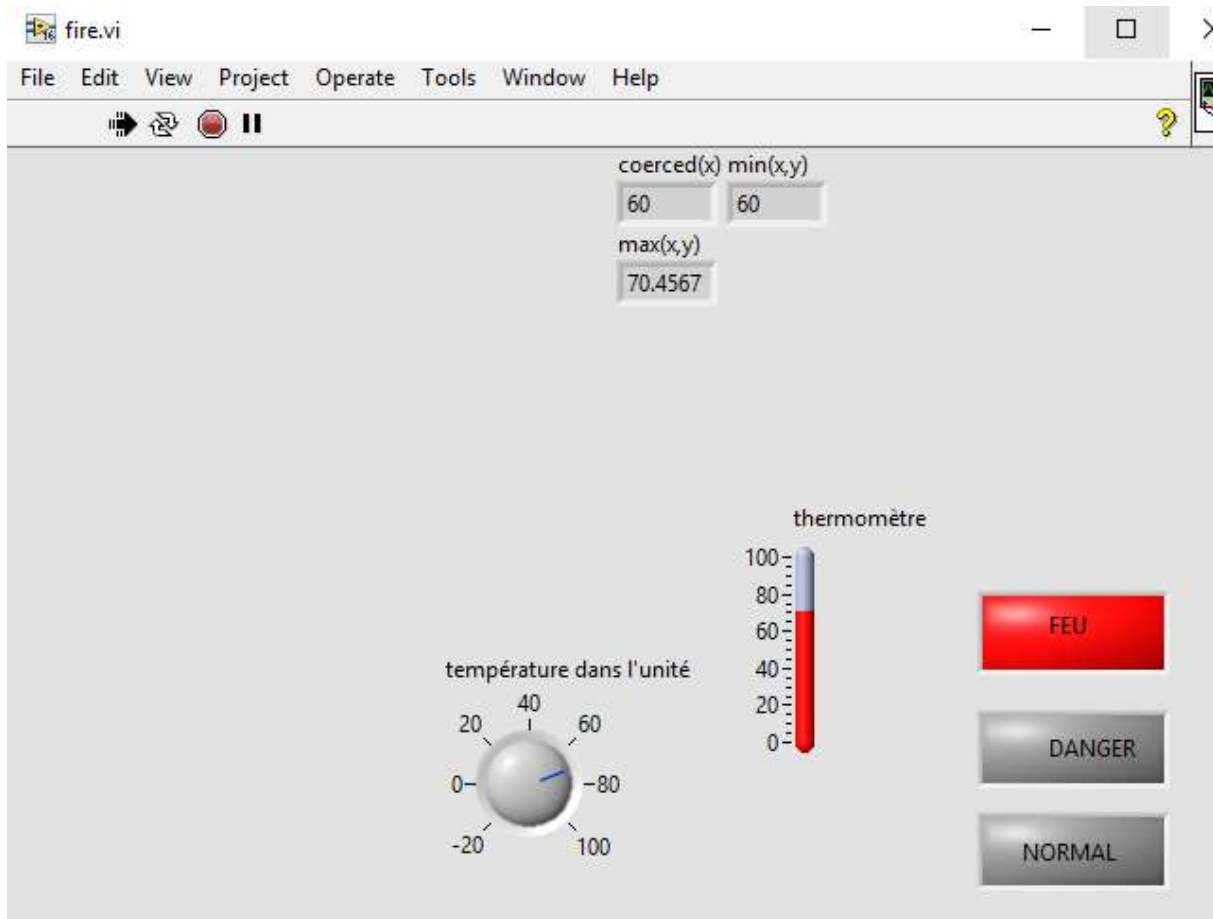 fire.vi
File Edit View Project Operate Tools Window Help
coerced(x) min(x,y)
60 60
max(x,y)
70.4567
thermomètre
100
80
60
40
20
0
FEU
DANGER
NORMAL
température dans l'unité
40
20 60
0 80
-20 100